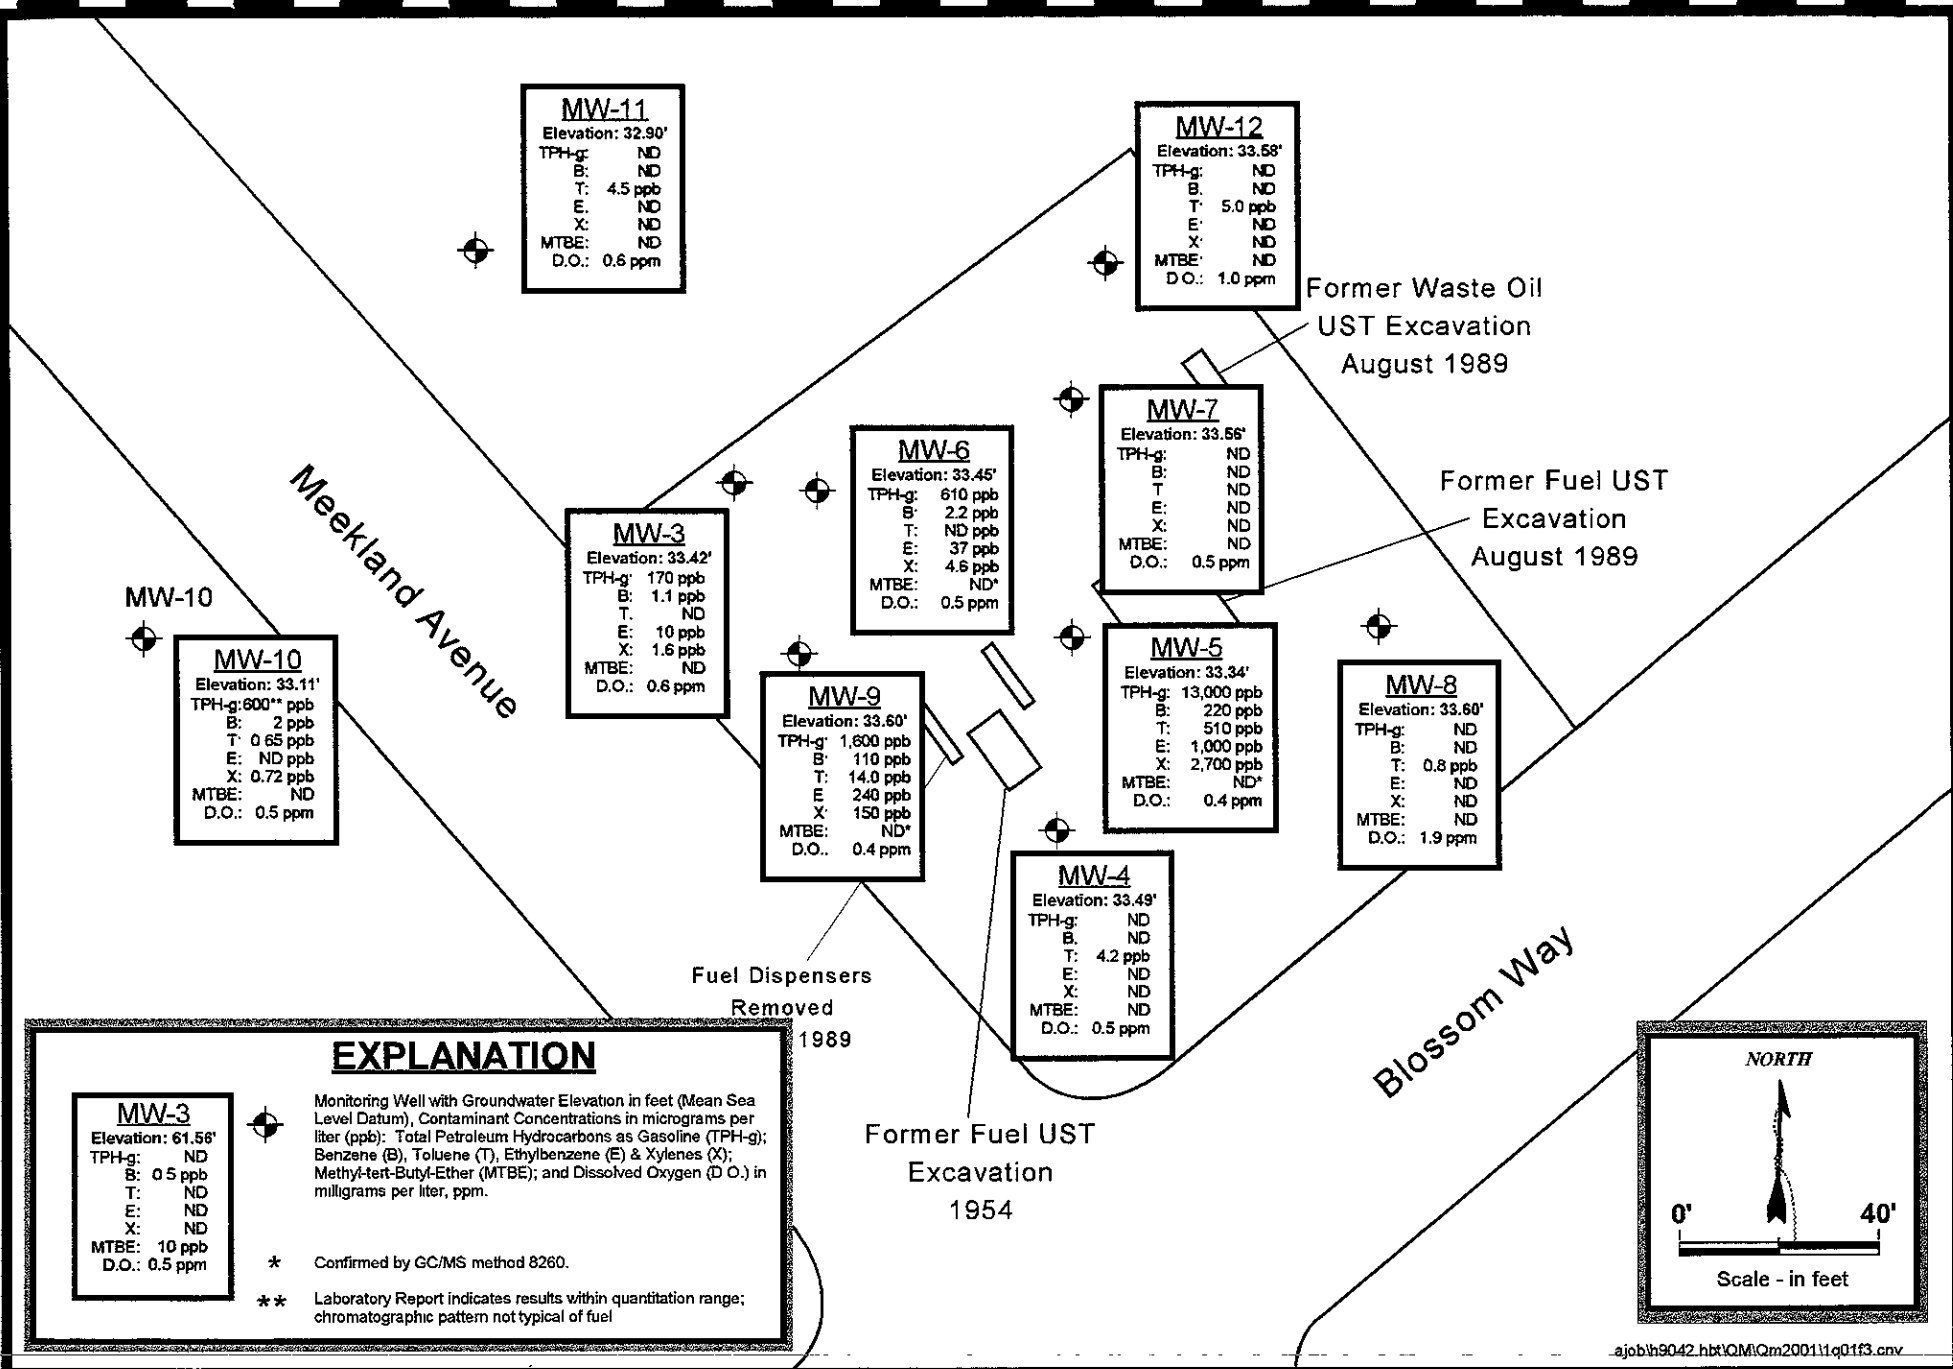 MW-11
Elevation: 32.90'
TPH-g: ND
B: ND
T: 4.5 ppb
E. ND
X: ND
MTBE: ND
D.O.: 0.6 ppm
MW-12
Elevation: 33.58'
TPH-g: ND
B. ND
T· 5.0 ppb
E· ND
X· ND
MTBE· ND
D O.: 1.0 ppm
Former Waste Oil
UST Excavation
August 1989
MW-7
Elevation: 33.56'
TPH-g: ND
B: ND
T ND
E: ND
X: ND
MTBE: ND
D.O.: 0.5 ppm
MW-6
Elevation: 33.45'
TPH-g: 610 ppb
B· 2.2 ppb
T: ND ppb
E: 37 ppb
X: 4.6 ppb
MTBE: ND*
D.O.: 0.5 ppm
Former Fuel UST
Excavation
August 1989
MW-3
Elevation: 33.42'
TPH-g· 170 ppb
B: 1.1 ppb
T. ND
E: 10 ppb
X: 1.6 ppb
MTBE: ND
D.O.: 0.6 ppm
Meekland Avenue
MW-10
MW-10
Elevation: 33.11'
TPH-g:600** ppb
B: 2 ppb
T· 0 65 ppb
E: ND ppb
X: 0.72 ppb
MTBE: ND
D.O.: 0.5 ppm
MW-9
Elevation: 33.60'
TPH-g· 1,600 ppb
B· 110 ppb
T: 14.0 ppb
E 240 ppb
X· 150 ppb
MTBE: ND*
D.O.. 0.4 ppm
MW-5
Elevation: 33.34'
TPH-g: 13,000 ppb
B: 220 ppb
T: 510 ppb
E: 1,000 ppb
X: 2,700 ppb
MTBE: ND*
D.O.: 0.4 ppm
MW-8
Elevation: 33.60'
TPH-g: ND
B: ND
T: 0.8 ppb
E: ND
X: ND
MTBE: ND
D.O.: 1.9 ppm
MW-4
Elevation: 33.49'
TPH-g: ND
B. ND
T: 4.2 ppb
E: ND
X: ND
MTBE: ND
D.O.: 0.5 ppm
Fuel Dispensers
Removed
1989
Former Fuel UST
Excavation
1954
Blossom Way
EXPLANATION
MW-3
Elevation: 61.56'
TPH-g: ND
B: 0 5 ppb
T: ND
E: ND
X: ND
MTBE: 10 ppb
D.O.: 0.5 ppm
Monitoring Well with Groundwater Elevation in feet (Mean Sea
Level Datum), Contaminant Concentrations in micrograms per
liter (ppb): Total Petroleum Hydrocarbons as Gasoline (TPH-g);
Benzene (B), Toluene (T), Ethylbenzene (E) & Xylenes (X);
Methyl-tert-Butyl-Ether (MTBE); and Dissolved Oxygen (D O.) in
milligrams per liter, ppm.
* Confirmed by GC/MS method 8260.
** Laboratory Report indicates results within quantitation range;
chromatographic pattern not typical of fuel
NORTH
0' 40'
Scale - in feet
ajob\h9042.hbt\QM\Qm2001\1q01f3.cnv